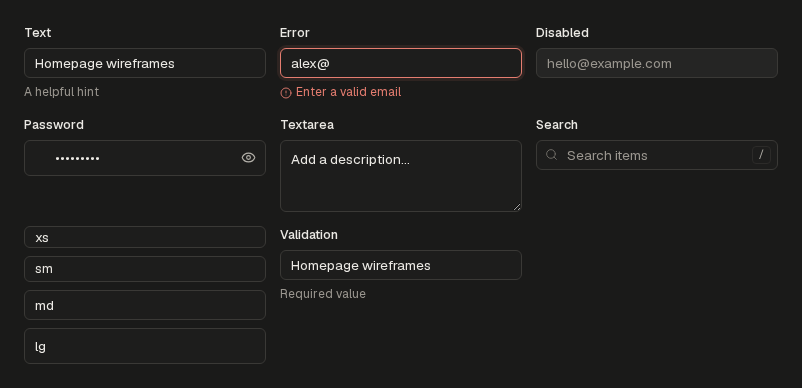 Text
Homepage wireframes
A helpful hint
Error
alex@
Enter a valid email
Disabled
hello@example.com
Password
•••••••••
Textarea
Add a description...
Search
Search items
/
xs
sm
md
lg
Validation
Homepage wireframes
Required value